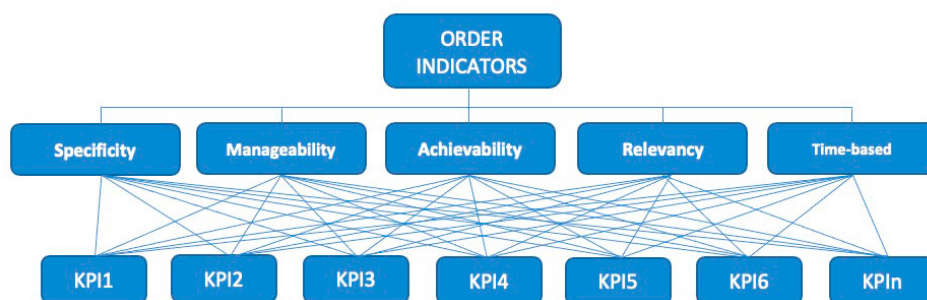 ORDER
INDICATORS
Specificity
Manageability
Achievability
Relevancy
Time-based
KPI1
KPI2
KPI3
KPI4
KPI5
KPI6
KPIn